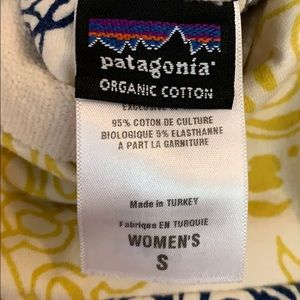 patagonia®
ORGANIC COTTON
95% COTON DE CULTURE
BIOLOGIQUE 5% ELASTHANNE
A PART LA GARNITURE
Made in TURKEY
Fabriqué EN TURQUIE
WOMEN'S
S